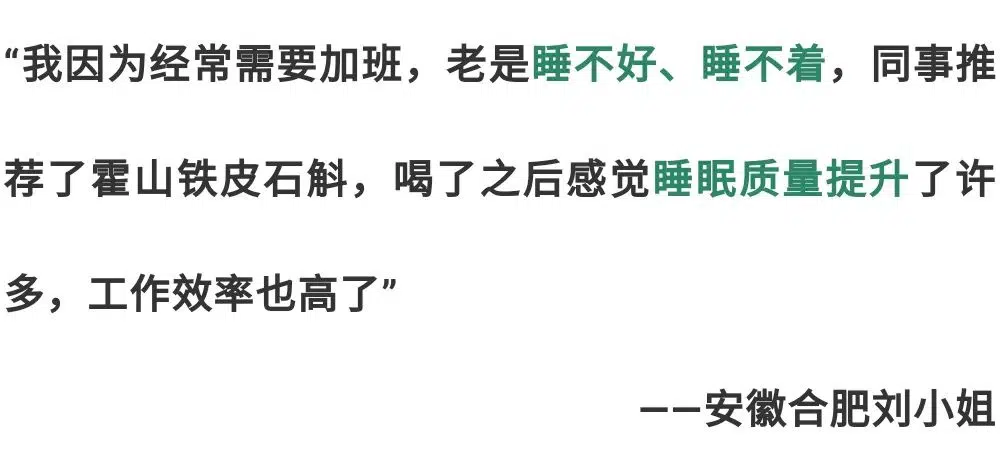 “我因为经常需要加班，老是睡不好、睡不着，同事推
荐了霍山铁皮石斛，喝了之后感觉睡眠质量提升了许
多，工作效率也高了”
——安徽合肥刘小姐